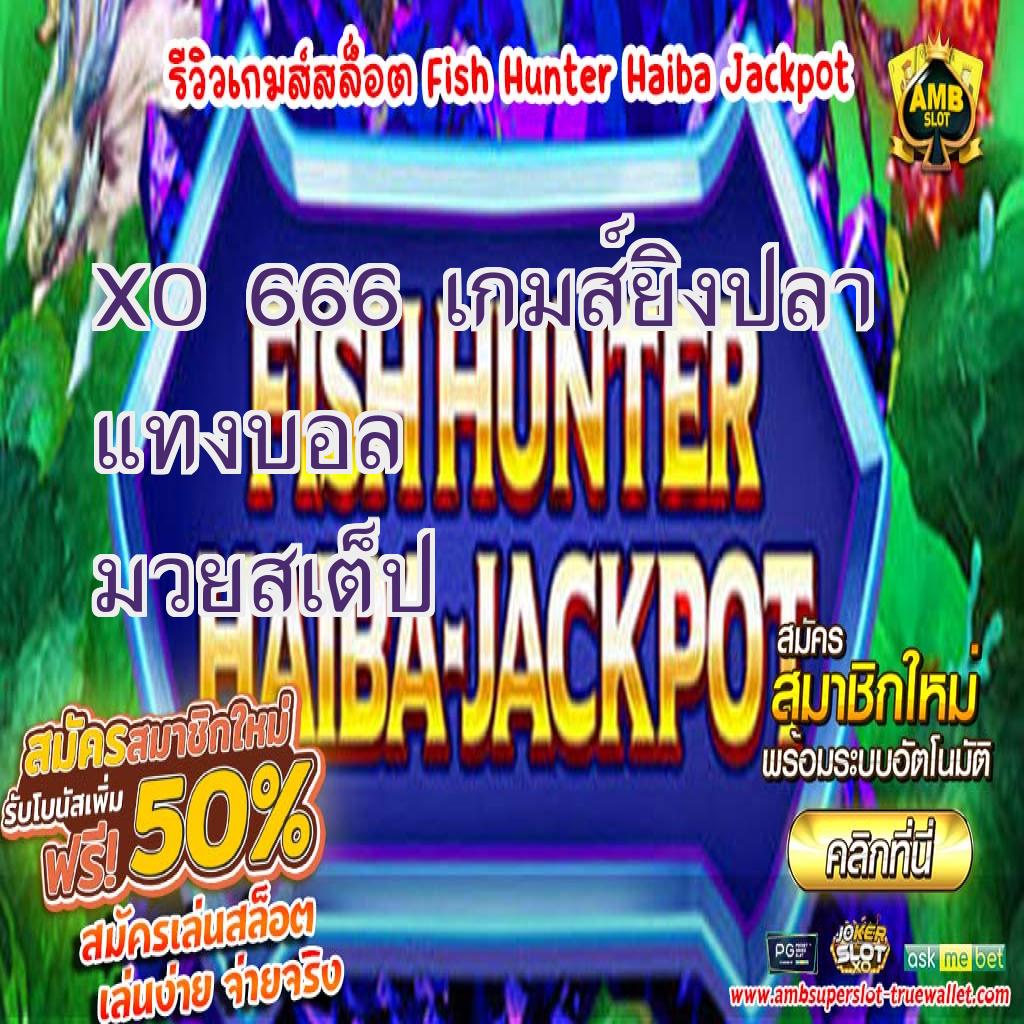 รีวิวเกมส์สล็อต Fish Hunter Haiba Jackpot
AMB
SLOT
XO 666 เกมส์ยิงปลา
FISH HUNTER
แทงบอล
มวยสเต็ป
HAIBA·JACKPOT
สมัคร
สมาชิกใหม่
พร้อมระบบอัตโนมัติ
คลิกที่นี่
สมัครสมาชิกใหม่
รับโบนัสเพิ่ม
ฟรี! 50%
สมัครเล่นสล็อต
เล่นง่าย จ่ายจริง
PG
JOKER
SLOT
XO
ask me bet
www.ambsuperslot-truewallet.com